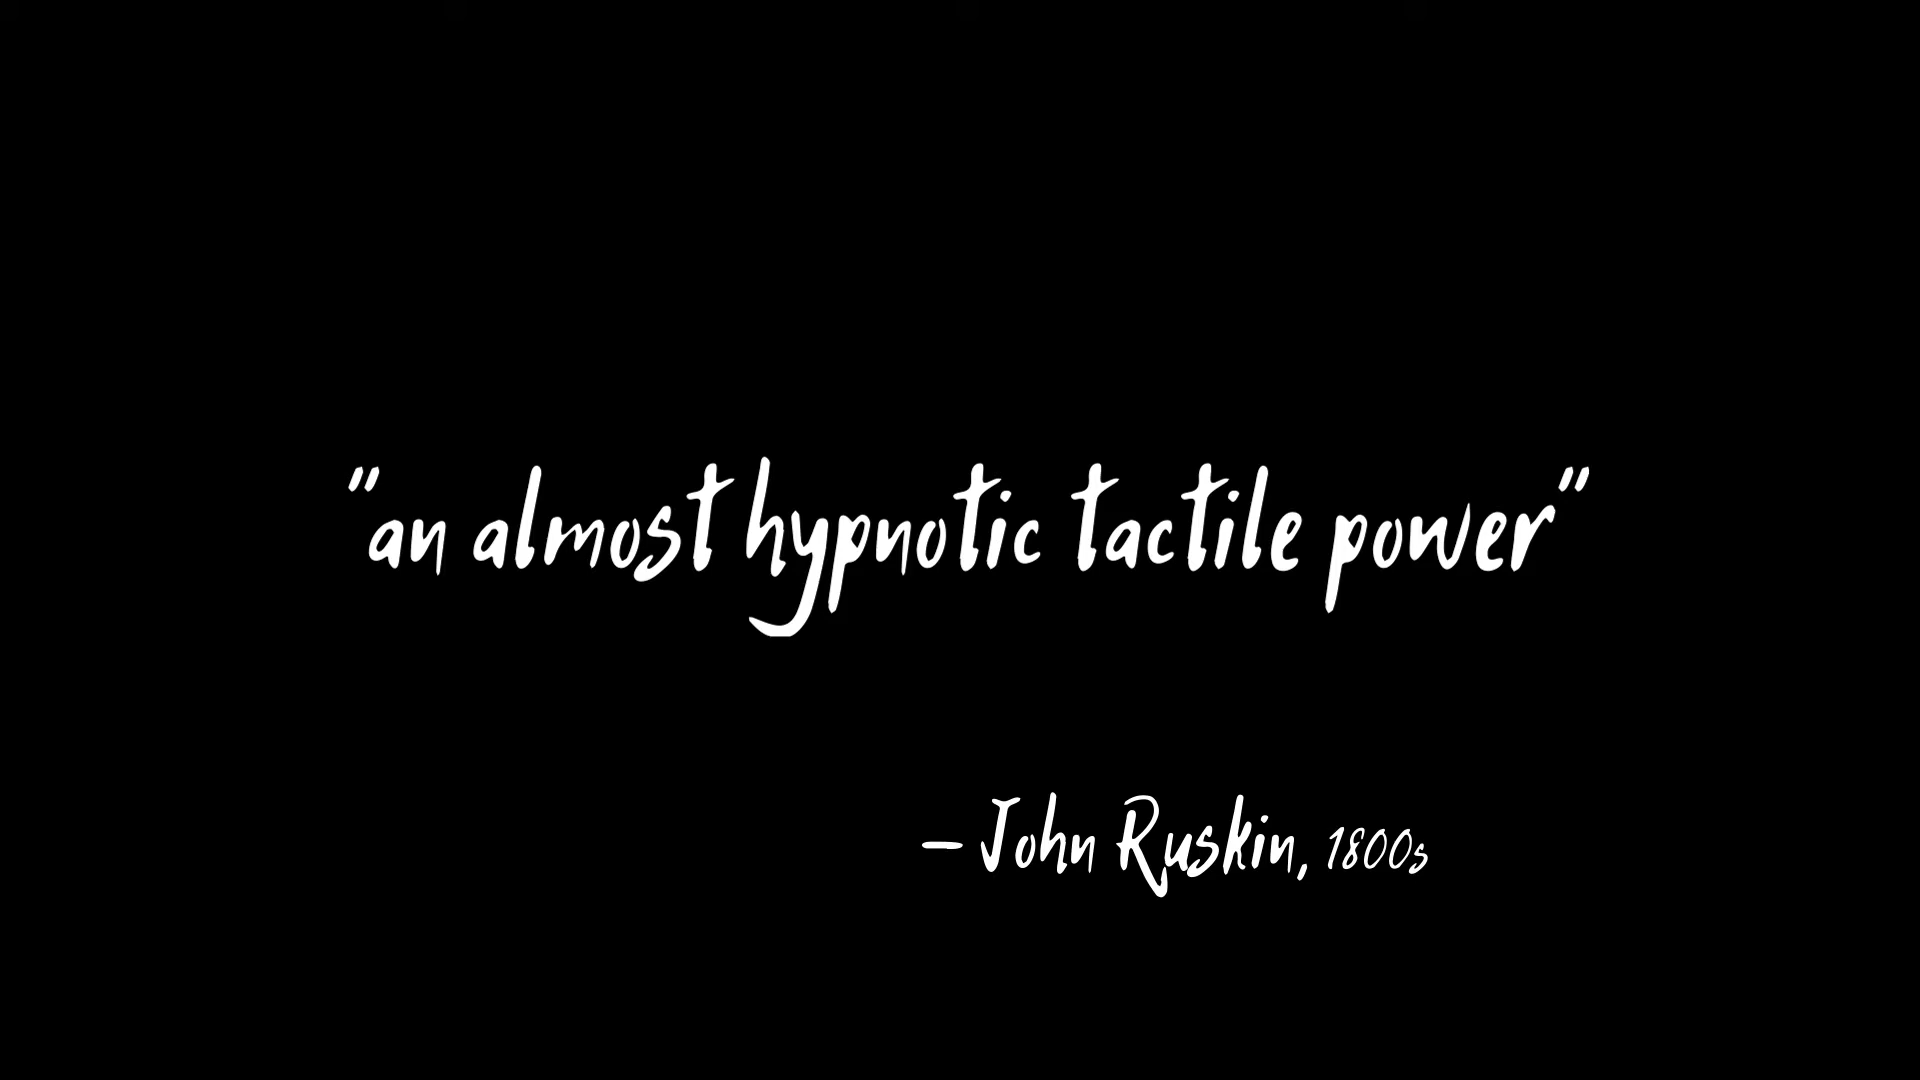 "an almost hypnotic tactile power"
– John Ruskin, 1800s